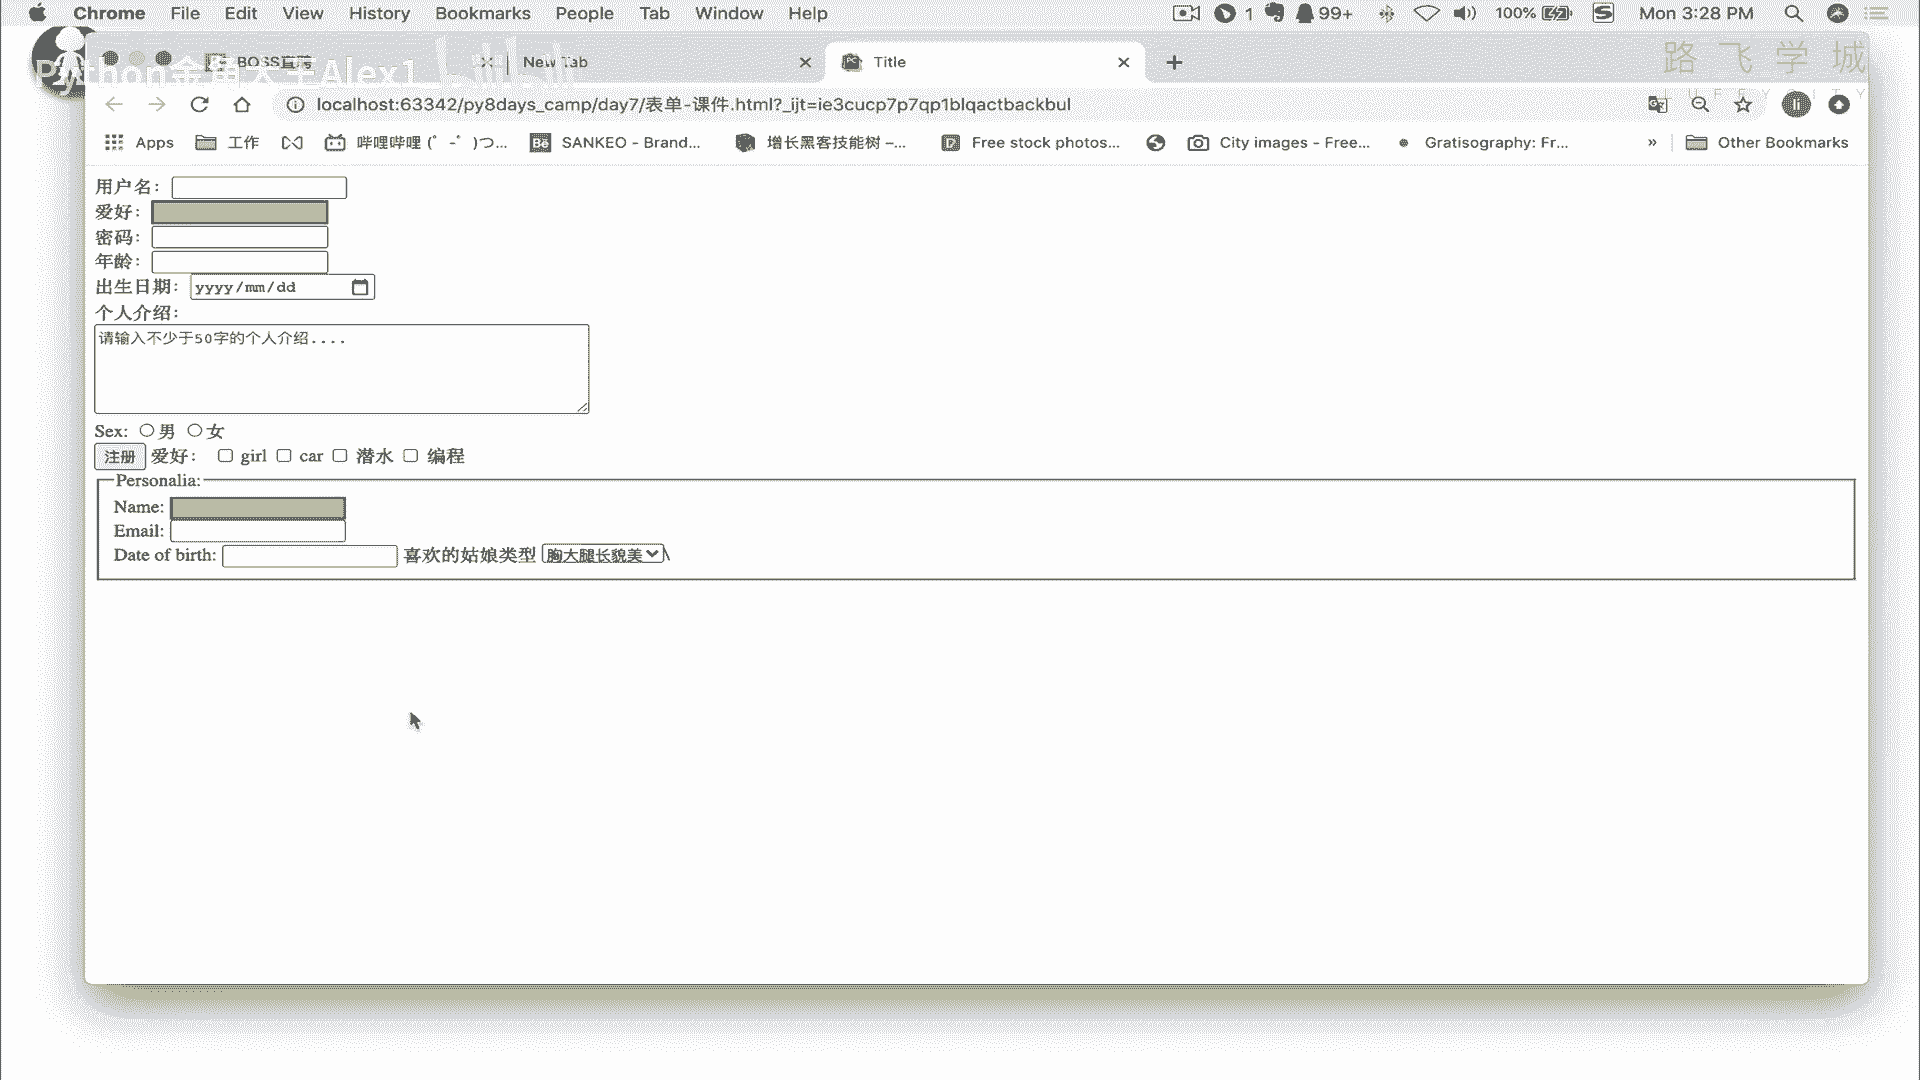 Chrome File Edit View History Bookmarks People Tab Window Help 1 99+ 100% Mon 3:28 PM
Python金角大王Alex1 BOSS直聘 New Tab Title 路飞学城
localhost:63342/py8days_camp/day7/表单-课件.html?_ijt=ie3cucp7p7qp1blqactbackbul
Apps 工作 哔哩哔哩 (゜-゜)つ... Bē SANKEO - Brand... 增长黑客技能树 –... Free stock photos... City images - Free... Gratisography: Fr... » Other Bookmarks
用户名：
爱好：
密码：
年龄：
出生日期： yyyy/mm/dd
个人介绍：
请输入不少于50字的个人介绍....
Sex: 男 女
注册 爱好： girl car 潜水 编程
Personalia:
Name:
Email:
Date of birth: 喜欢的姑娘类型 胸大腿长貌美 \